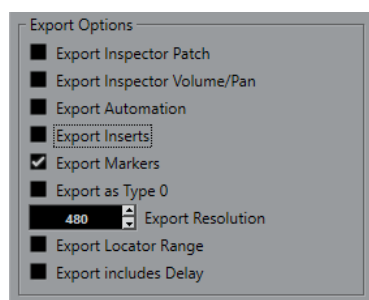 Export Options
Export Inspector Patch
Export Inspector Volume/Pan
Export Automation
Export Inserts
Export Markers
Export as Type 0
480 Export Resolution
Export Locator Range
Export includes Delay